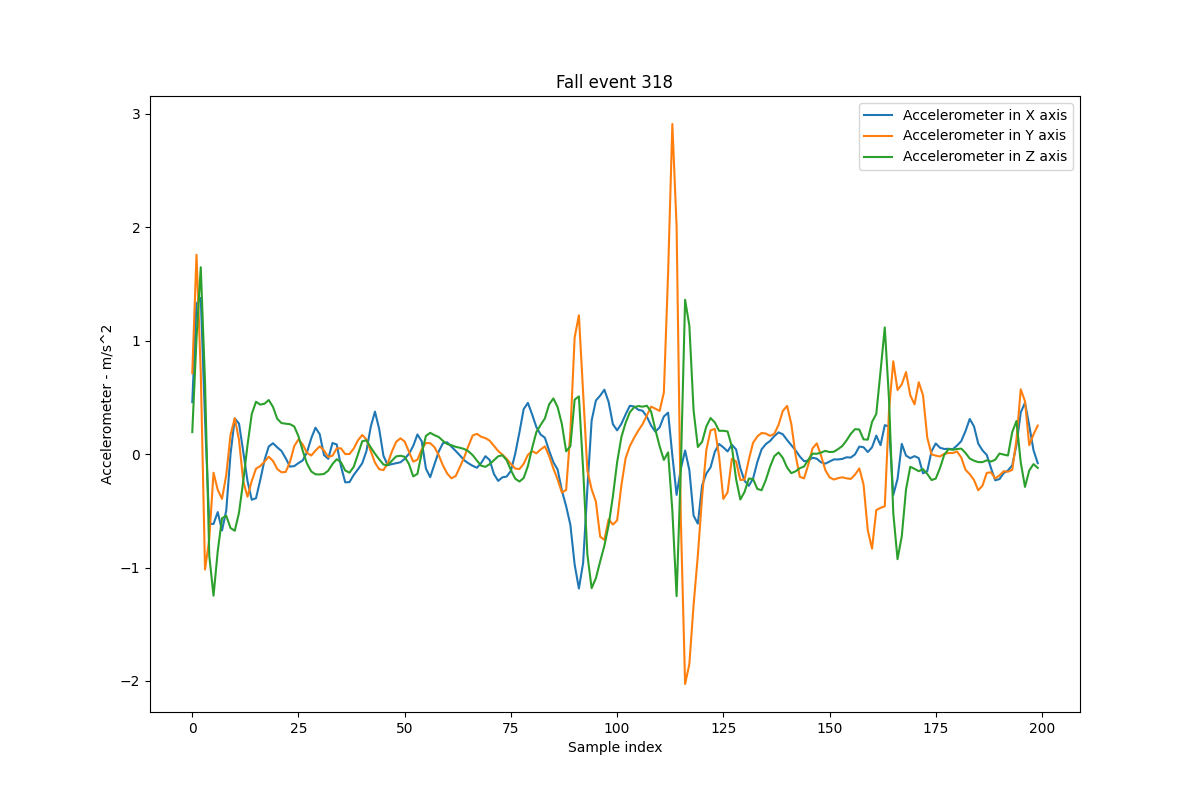 Fall event 318
Accelerometer in X axis
Accelerometer in Y axis
Accelerometer in Z axis
Accelerometer - m/s^2
3
2
1
0
−1
−2
0 25 50 75 100 125 150 175 200
Sample index